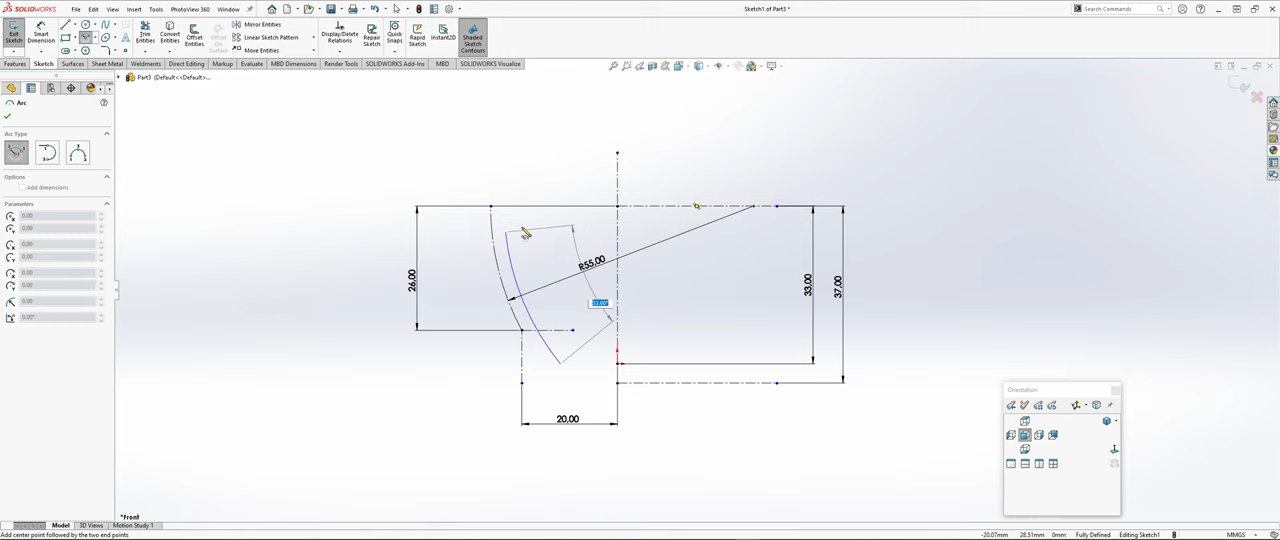 SOLIDWORKS
File Edit View Insert Tools PhotoView 360 Window
Sketch1 of Part3 *
Search Commands
Exit Sketch
Smart Dimension
Trim Entities
Convert Entities
Offset Entities
Offset On Surface
Mirror Entities
Linear Sketch Pattern
Move Entities
Display/Delete Relations
Repair Sketch
Quick Snaps
Rapid Sketch
Instant2D
Shaded Sketch Contours
Features Sketch Surfaces Sheet Metal Weldments Direct Editing Markup Evaluate MBD Dimensions Render Tools SOLIDWORKS Add-Ins MBD SOLIDWORKS Visualize
Part3 (Default<<Default>...
Arc
Arc Type
Options
Add dimensions
Parameters
0.00
0.00
0.00
0.00
0.00
0.00
0.00
0.00°
26.00
R55.00
33.00
37.00
20.00
Orientation
*Front
Model 3D Views Motion Study 1
Add center point followed by the two end points
-20.07mm 28.51mm 0mm Fully Defined Editing Sketch1 MMGS